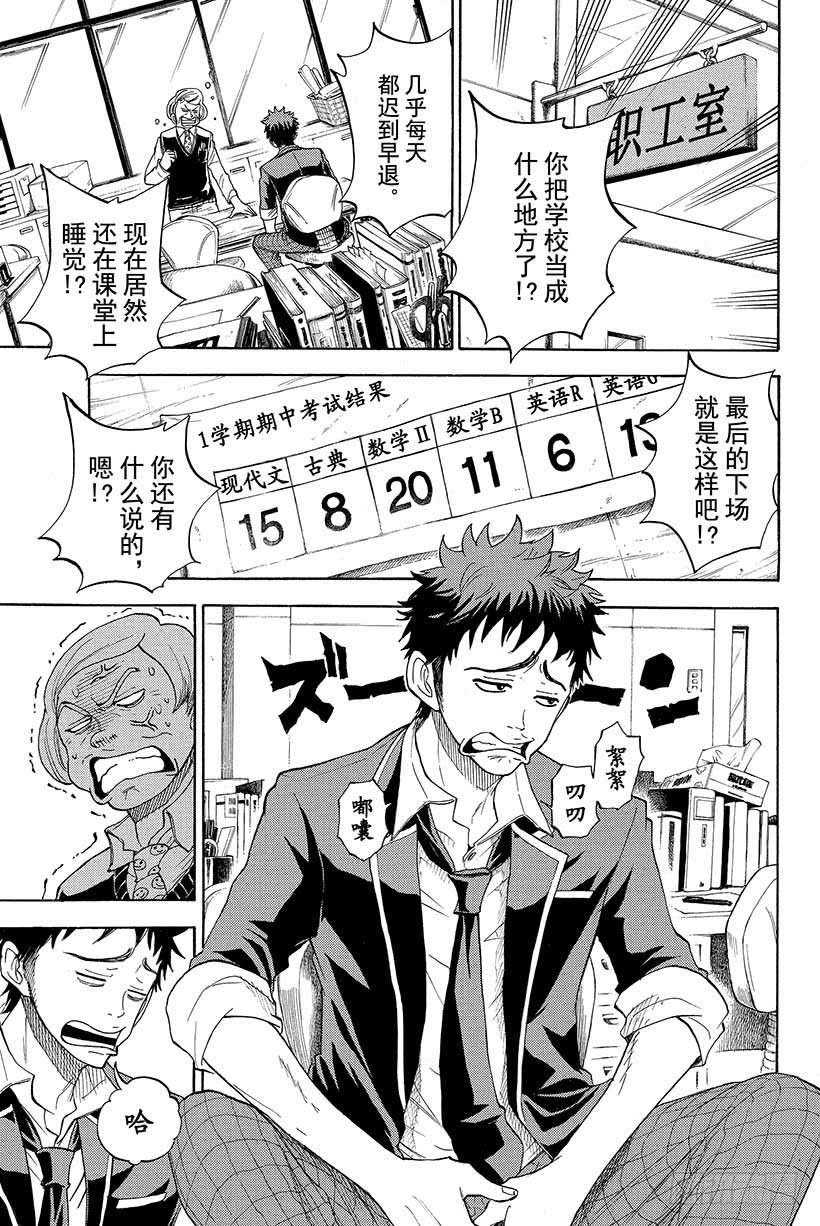 职工室
你把学校当成
什么地方了!?
几乎每天
都迟到早退。
现在居然
还在课堂上
睡觉!?
最后的下场
就是这样吧!?
1学期期中考试结果
现代文 古典 数学Ⅱ 数学B 英语R 英语G
15 8 20 11 6 13
你还有
什么说的,
嗯!?
ズーーン
絮絮
叨叨
嘟囔
哈